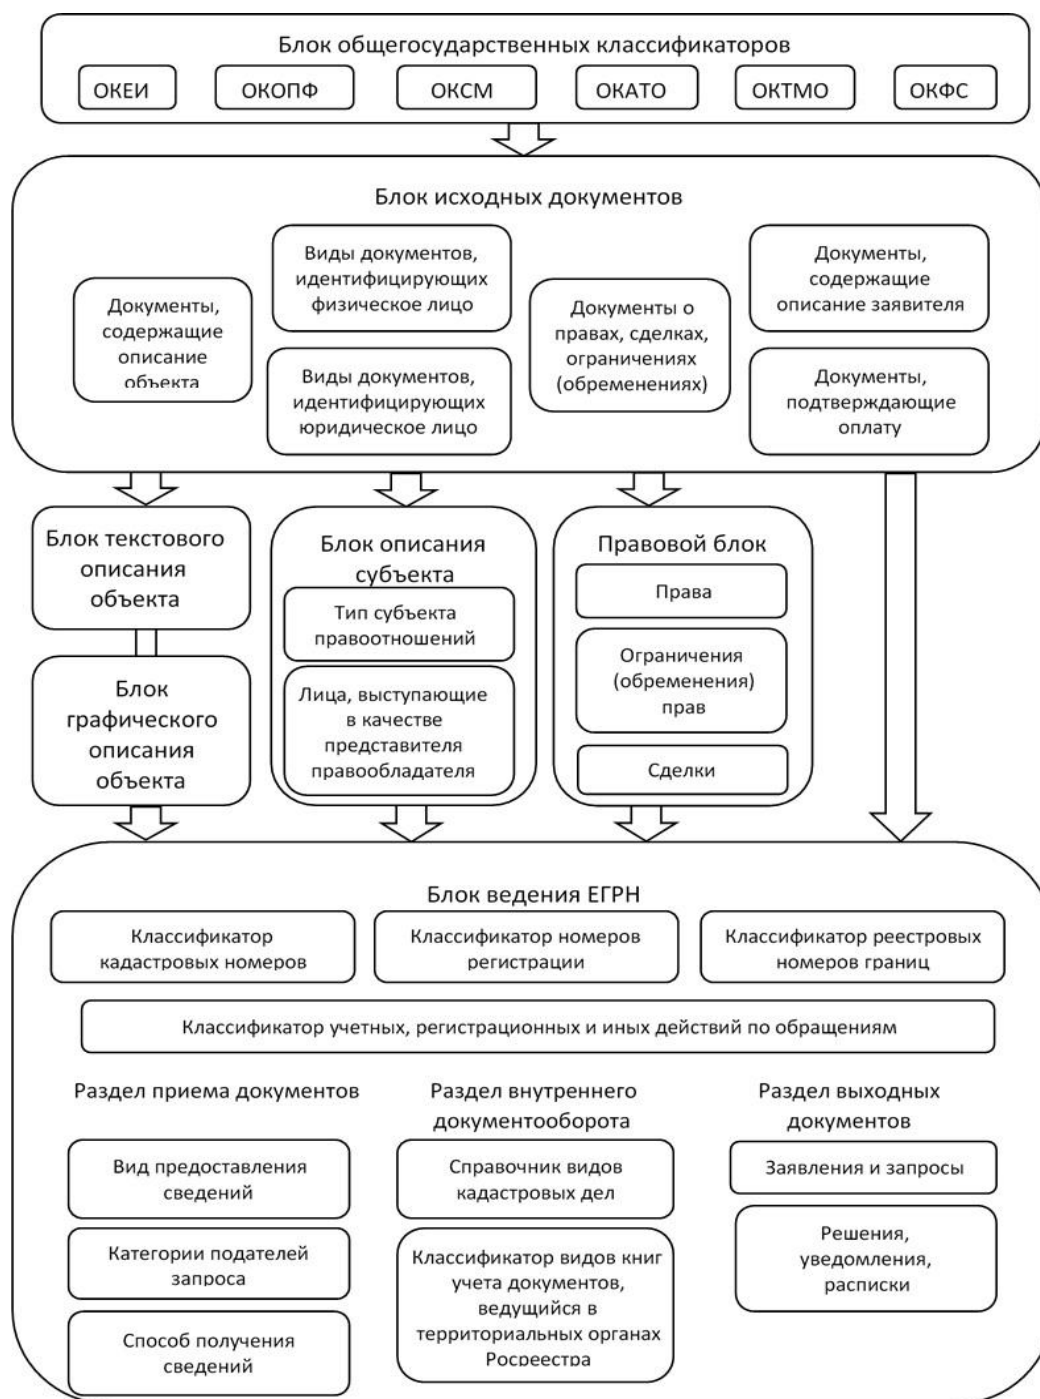 Блок общегосударственных классификаторов
ОКЕИ
ОКОПФ
ОКСМ
ОКАТО
ОКТМО
ОКФС
Блок исходных документов
Документы,
содержащие
описание
объекта
Виды документов,
идентифицирующих
физическое лицо
Виды документов,
идентифицирующих
юридическое лицо
Документы о
правах, сделках,
ограничениях
(обременениях)
Документы,
содержащие
описание заявителя
Документы,
подтверждающие
оплату
Блок текстового
описания
объекта
Блок
графического
описания
объекта
Блок описания
субъекта
Тип субъекта
правоотношений
Лица, выступающие
в качестве
представителя
правообладателя
Правовой блок
Права
Ограничения
(обременения)
прав
Сделки
Блок ведения ЕГРН
Классификатор
кадастровых номеров
Классификатор номеров
регистрации
Классификатор реестровых
номеров границ
Классификатор учетных, регистрационных и иных действий по обращениям
Раздел приема документов
Вид предоставления
сведений
Категории подателей
запроса
Способ получения
сведений
Раздел внутреннего
документооборота
Справочник видов
кадастровых дел
Классификатор видов книг
учета документов,
ведущийся в
территориальных органах
Росреестра
Раздел выходных
документов
Заявления и запросы
Решения,
уведомления,
расписки